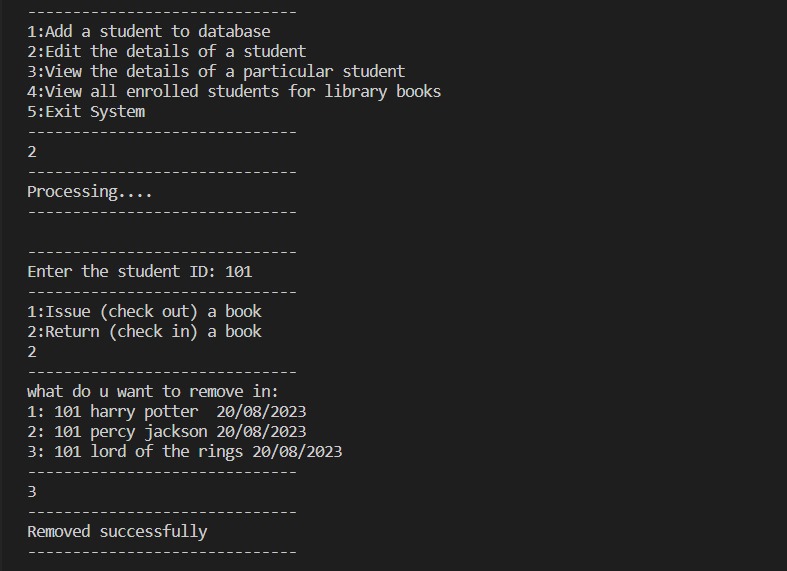 ------------------------------
1:Add a student to database
2:Edit the details of a student
3:View the details of a particular student
4:View all enrolled students for library books
5:Exit System
------------------------------
2
------------------------------
Processing....
------------------------------
------------------------------
Enter the student ID: 101
------------------------------
1:Issue (check out) a book
2:Return (check in) a book
2
------------------------------
what do u want to remove in:
1: 101 harry potter  20/08/2023
2: 101 percy jackson 20/08/2023
3: 101 lord of the rings 20/08/2023
------------------------------
3
------------------------------
Removed successfully
------------------------------